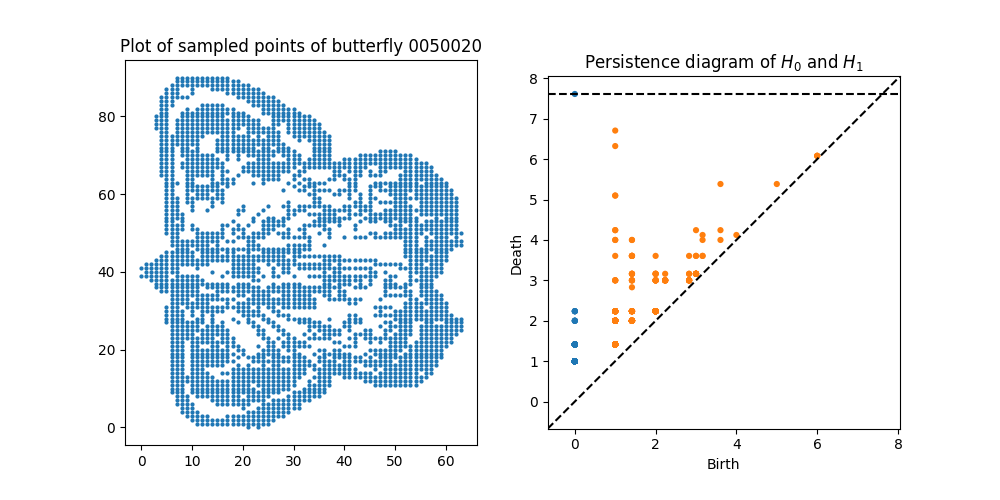 Plot of sampled points of butterfly 0050020
80
60
40
20
0
0 10 20 30 40 50 60
Persistence diagram of H₀ and H₁
8
7
6
5
4
3
2
1
0
Death
0 2 4 6 8
Birth